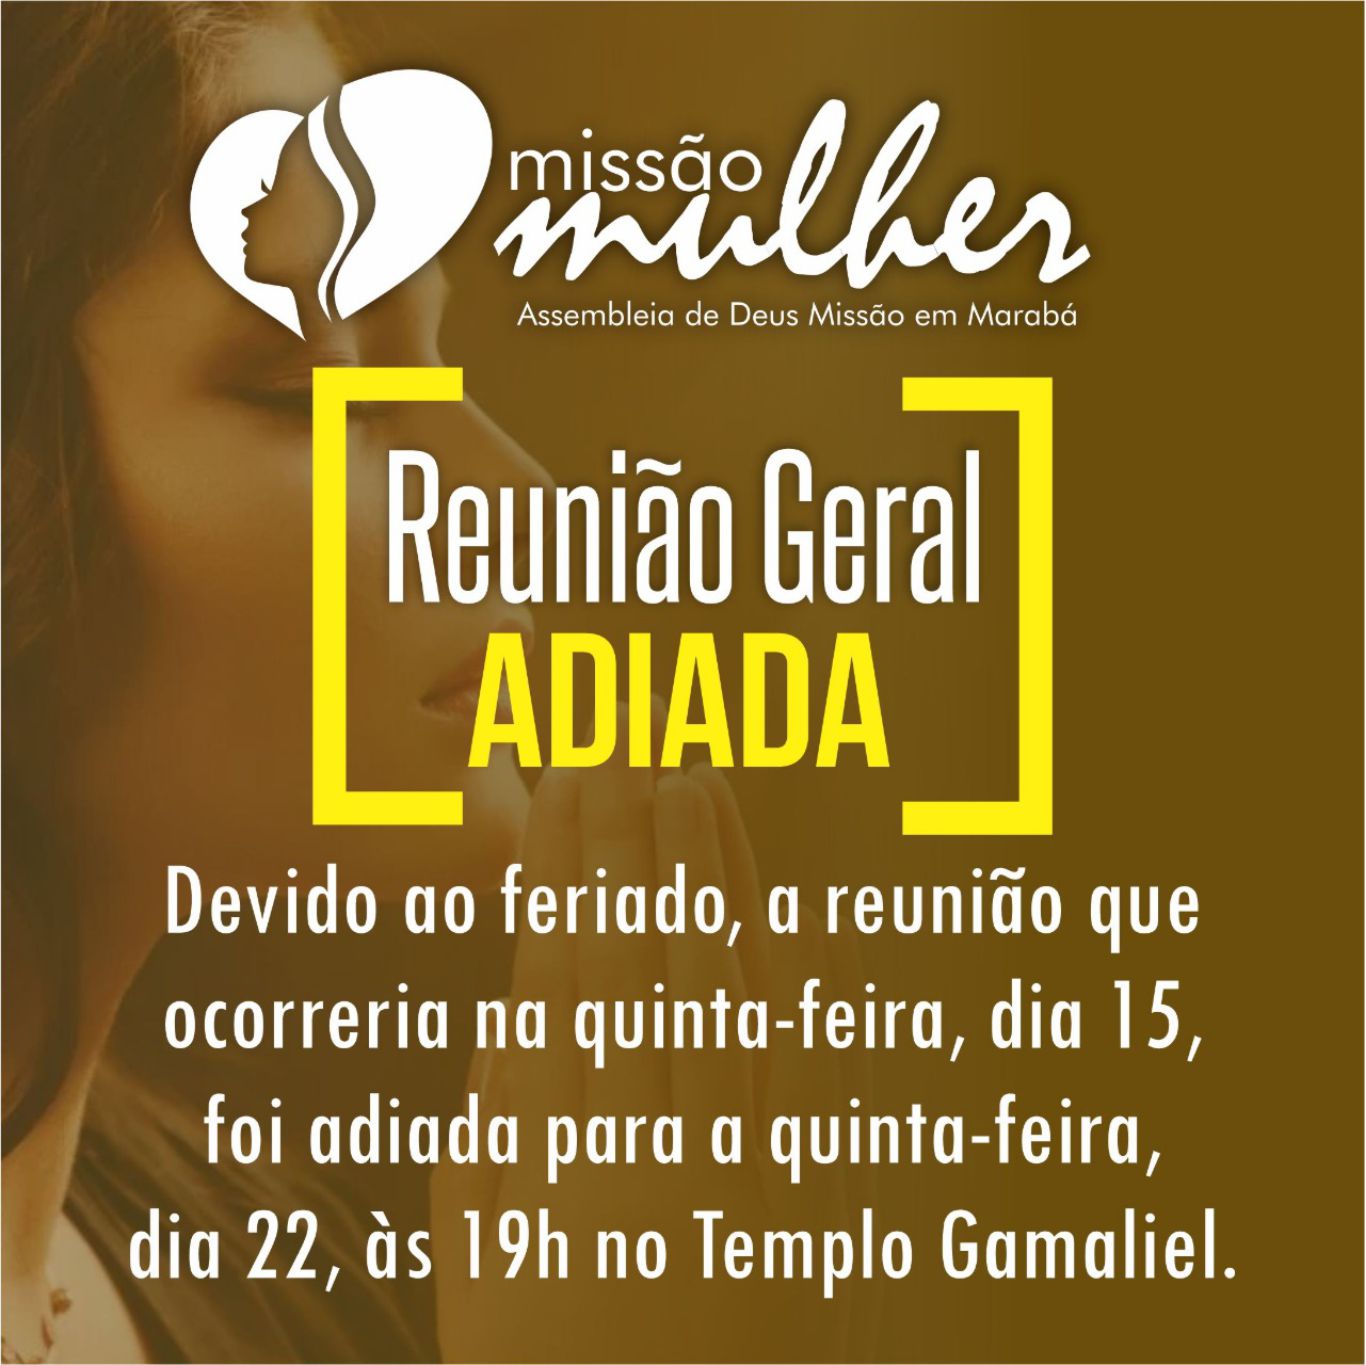 missão
mulher
Assembleia de Deus Missão em Marabá
Reunião Geral
ADIADA
Devido ao feriado, a reunião que
ocorreria na quinta-feira, dia 15,
foi adiada para a quinta-feira,
dia 22, às 19h no Templo Gamaliel.